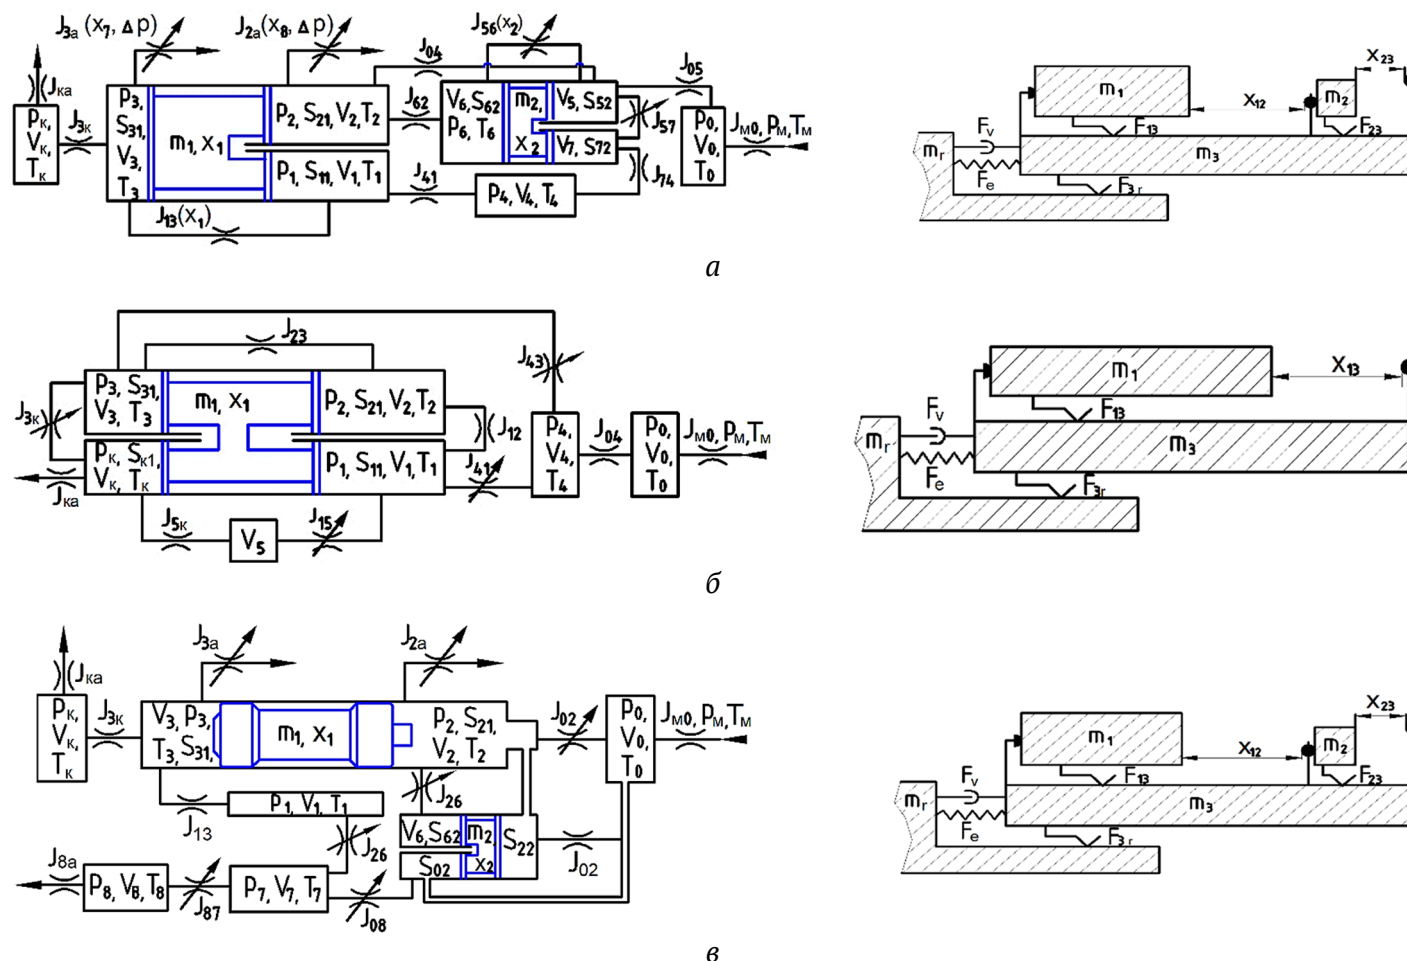 J3a (x7, Δp)
J2a(x8, Δp)
J56(x2)
J04
J05
Jка
Pк, Vк, Tк
J3к
P3, S31, V3, T3
m1, x1
P2, S21, V2, T2
P1, S11, V1, T1
J62
V6, S62
P6, T6
m2, x2
V5, S52
V7, S72
J57
P0, V0, T0
Jм0, Pм, Tм
J41
P4, V4, T4
J74
J13(x1)
m1
x12
x23
m2
F13
F23
mr
Fv
Fe
m3
F3r
а
J23
J43
P3, S31, V3, T3
m1, x1
P2, S21, V2, T2
J3к
J12
Pк, Sк1, Vк, Tк
P1, S11, V1, T1
J41
P4, V4, T4
J04
P0, V0, T0
Jм0, Pм, Tм
Jка
J5к
V5
J15
m1
x13
F13
mr
Fv
Fe
m3
F3r
б
J3a
J2a
Jка
Pк, Vк, Tк
J3к
V3, P3, T3, S31,
m1, x1
P2, S21, V2, T2
J02
P0, V0, T0
Jм0, Pм, Tм
J13
P1, V1, T1
J26
J26
V6, S62
m2, x2
S22
S02
J02
J8a
P8, V8, T8
J87
P7, V7, T7
J08
m1
x12
x23
m2
F13
F23
mr
Fv
Fe
m3
F3r
в